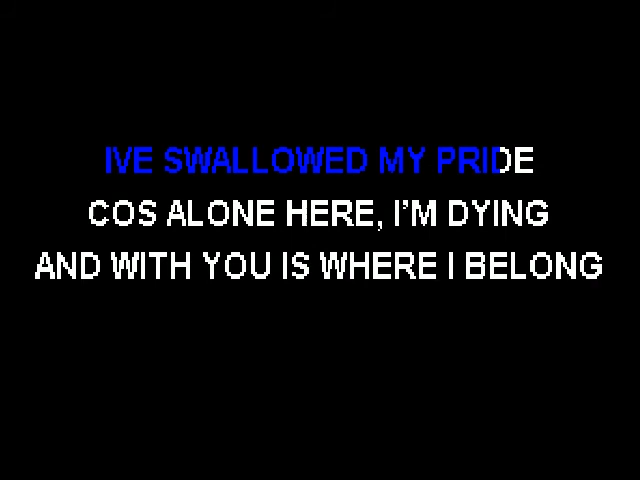 IVE SWALLOWED MY PRIDE
COS ALONE HERE, I'M DYING
AND WITH YOU IS WHERE I BELONG